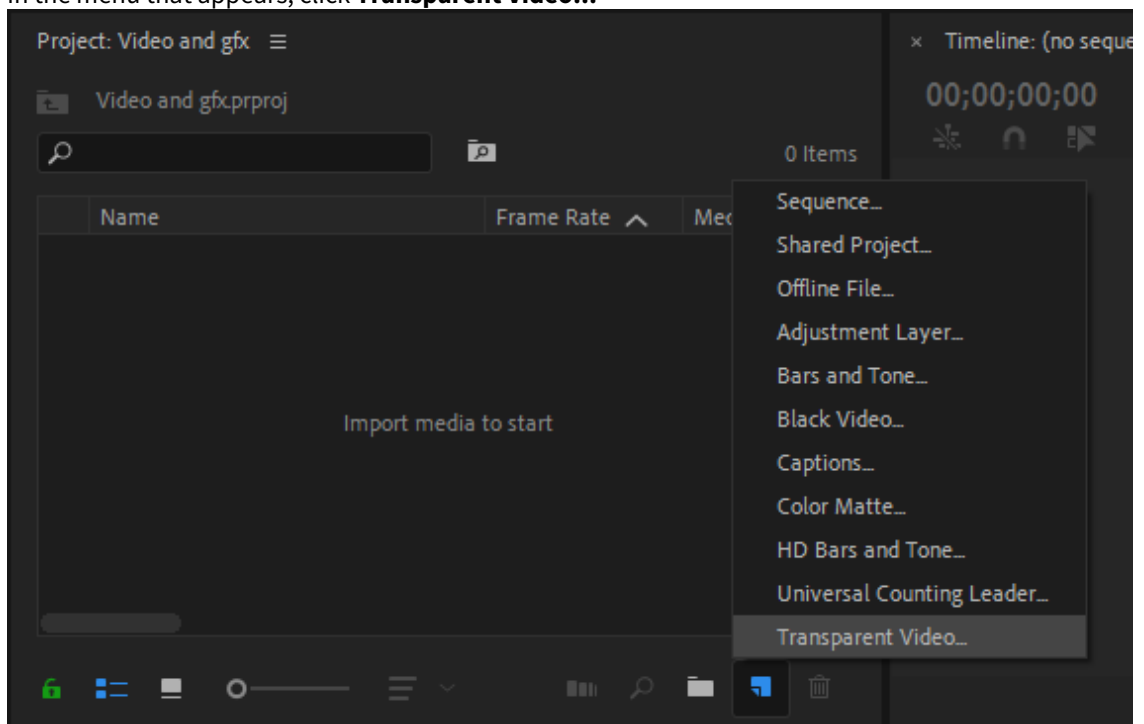 In the menu that appears, click Transparent Video...
Project: Video and gfx
× Timeline: (no seque
Video and gfx.prproj
00;00;00;00
0 Items
Name
Frame Rate
Med
Import media to start
Sequence...
Shared Project...
Offline File...
Adjustment Layer...
Bars and Tone...
Black Video...
Captions...
Color Matte...
HD Bars and Tone...
Universal Counting Leader...
Transparent Video...